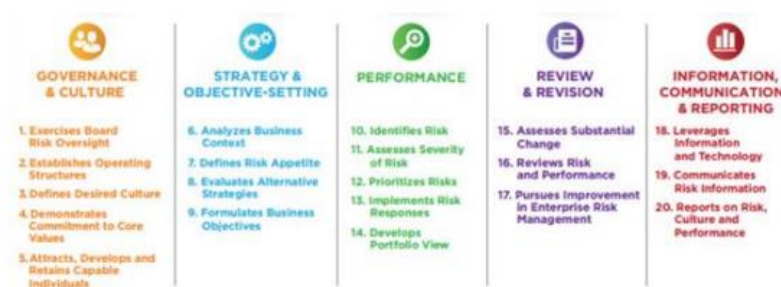 GOVERNANCE
& CULTURE
1. Exercises Board
Risk Oversight
2. Establishes Operating
Structures
3. Defines Desired Culture
4. Demonstrates
Commitment to Core
Values
5. Attracts, Develops and
Retains Capable
Individuals
STRATEGY &
OBJECTIVE-SETTING
6. Analyzes Business
Context
7. Defines Risk Appetite
8. Evaluates Alternative
Strategies
9. Formulates Business
Objectives
PERFORMANCE
10. Identifies Risk
11. Assesses Severity
of Risk
12. Prioritizes Risks
13. Implements Risk
Responses
14. Develops
Portfolio View
REVIEW
& REVISION
15. Assesses Substantial
Change
16. Reviews Risk
and Performance
17. Pursues Improvement
in Enterprise Risk
Management
INFORMATION,
COMMUNICATION
& REPORTING
18. Leverages
Information
and Technology
19. Communicates
Risk Information
20. Reports on Risk,
Culture and
Performance